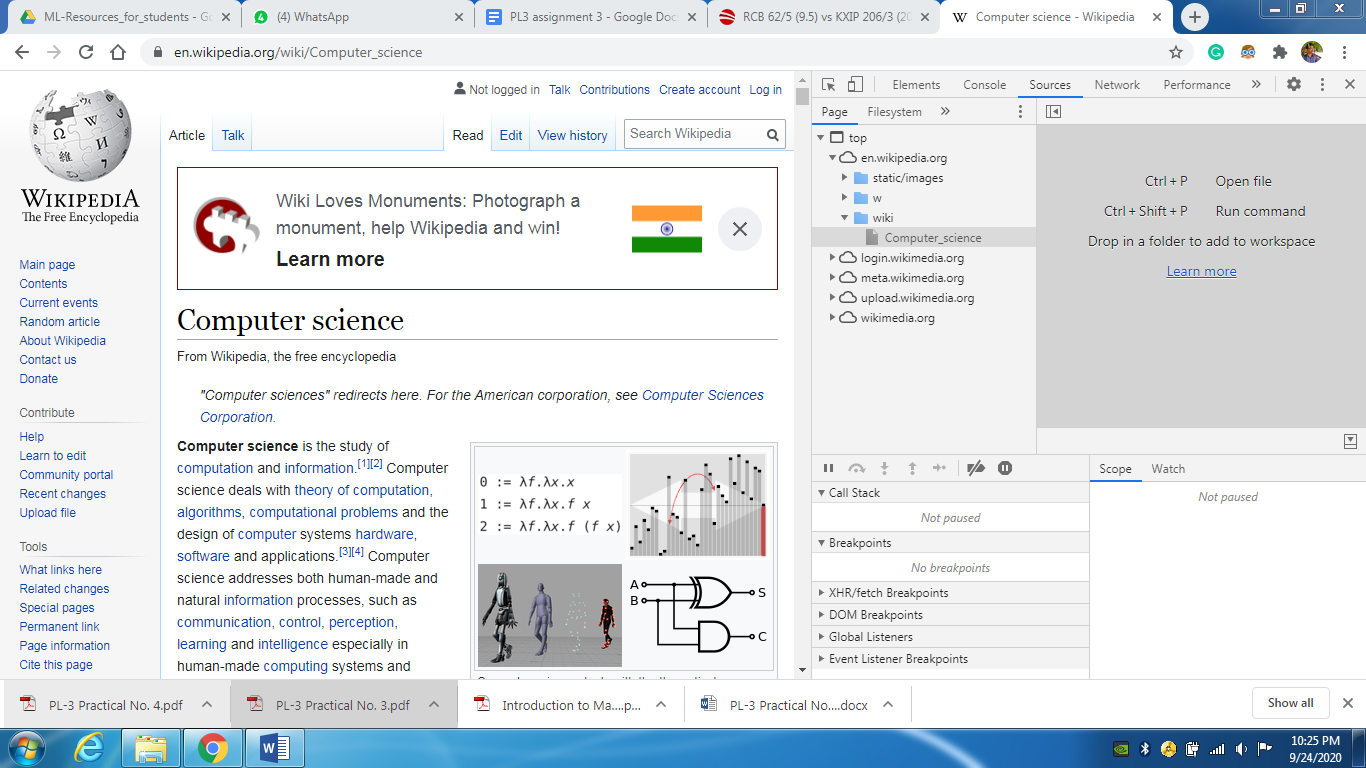 ML-Resources_for_students - Go
(4) WhatsApp
PL3 assignment 3 - Google Docs
RCB 62/5 (9.5) vs KXIP 206/3 (20
Computer science - Wikipedia
en.wikipedia.org/wiki/Computer_science
Not logged in Talk Contributions Create account Log in
Article Talk Read Edit View history Search Wikipedia
WIKIPEDIA
The Free Encyclopedia
Main page
Contents
Current events
Random article
About Wikipedia
Contact us
Donate
Contribute
Help
Learn to edit
Community portal
Recent changes
Upload file
Tools
What links here
Related changes
Special pages
Permanent link
Page information
Cite this page
Wiki Loves Monuments: Photograph a
monument, help Wikipedia and win!
Learn more
Computer science
From Wikipedia, the free encyclopedia
"Computer sciences" redirects here. For the American corporation, see Computer Sciences
Corporation.
Computer science is the study of
computation and information.[1][2] Computer
science deals with theory of computation,
algorithms, computational problems and the
design of computer systems hardware,
software and applications.[3][4] Computer
science addresses both human-made and
natural information processes, such as
communication, control, perception,
learning and intelligence especially in
human-made computing systems and
0 := λf.λx.x
1 := λf.λx.f x
2 := λf.λx.f (f x)
A
B
S
C
Elements Console Sources Network Performance
Page Filesystem
top
en.wikipedia.org
static/images
w
wiki
Computer_science
login.wikimedia.org
meta.wikimedia.org
upload.wikimedia.org
wikimedia.org
Ctrl + P Open file
Ctrl + Shift + P Run command
Drop in a folder to add to workspace
Learn more
Call Stack
Not paused
Breakpoints
No breakpoints
XHR/fetch Breakpoints
DOM Breakpoints
Global Listeners
Event Listener Breakpoints
Scope Watch
Not paused
PL-3 Practical No. 4.pdf
PL-3 Practical No. 3.pdf
Introduction to Ma....p...
PL-3 Practical No....docx
Show all
10:25 PM
9/24/2020